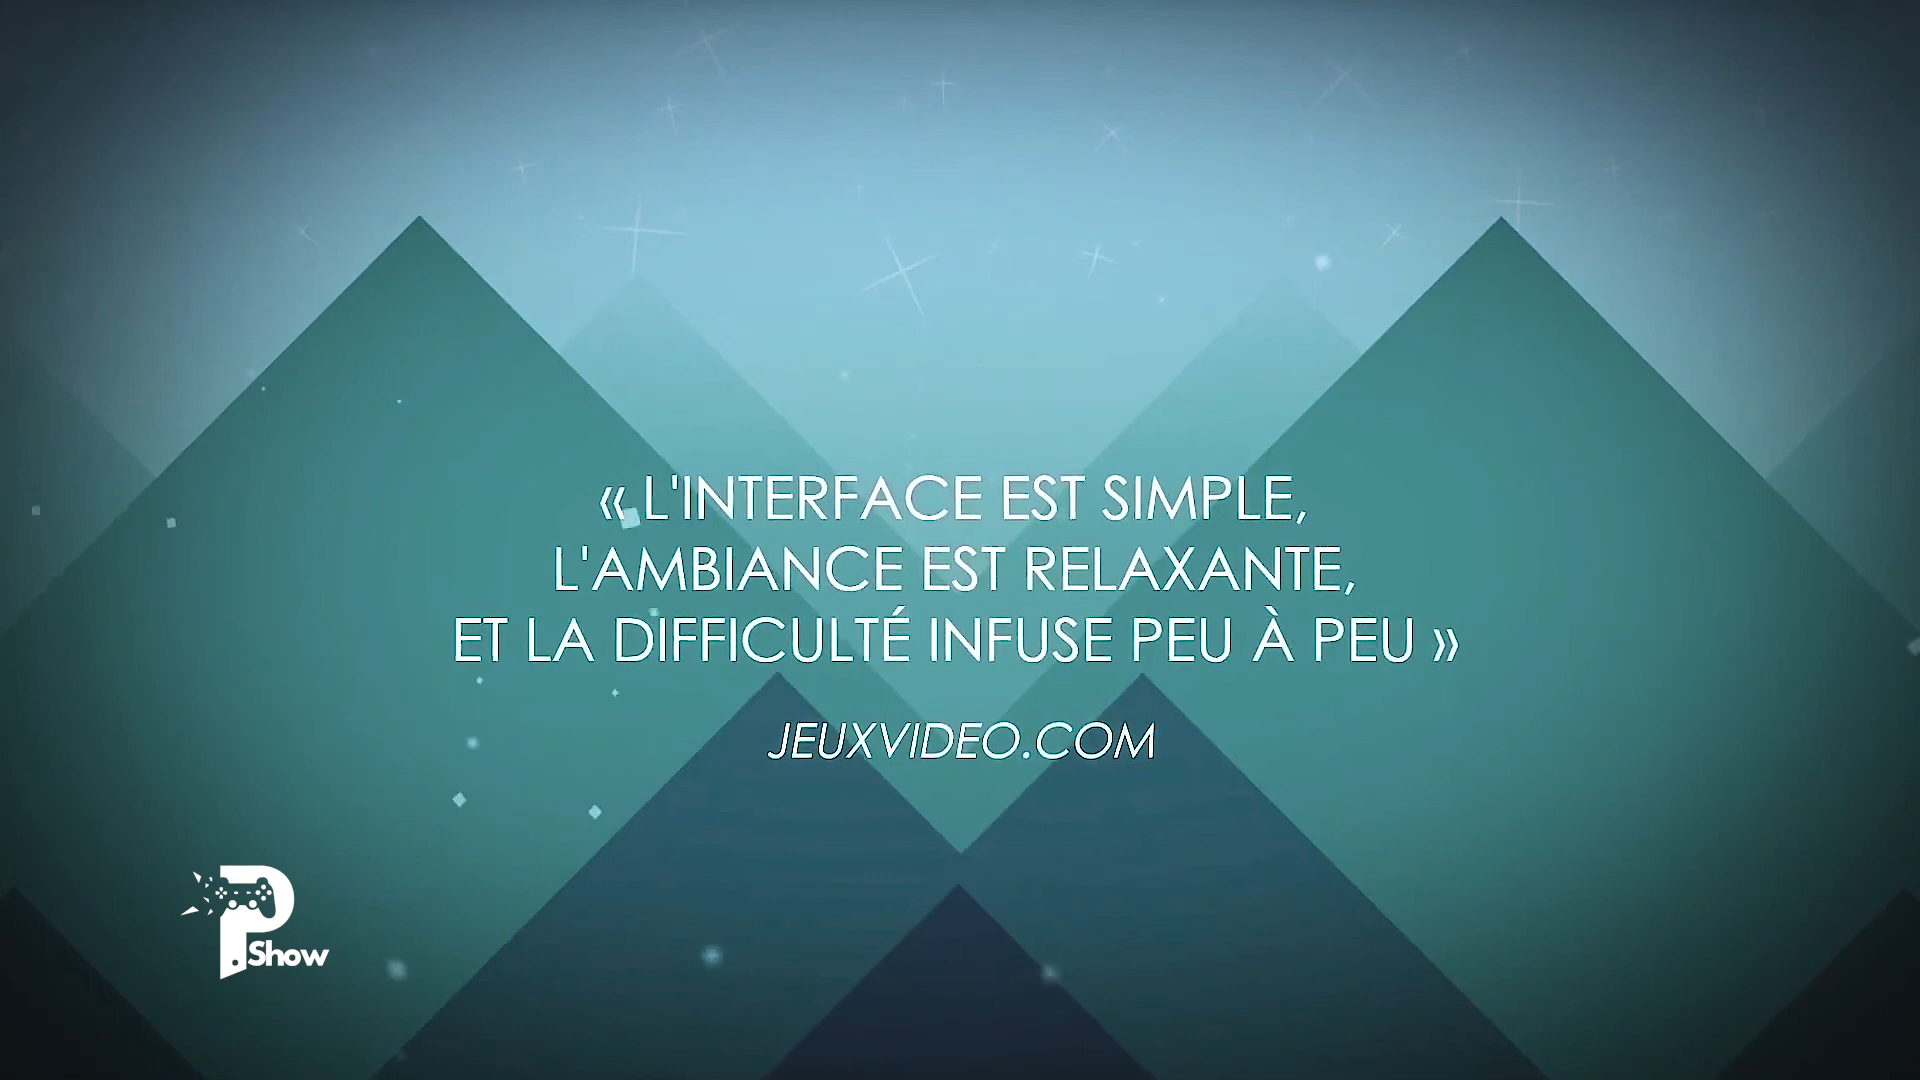 « L'INTERFACE EST SIMPLE,
L'AMBIANCE EST RELAXANTE,
ET LA DIFFICULTÉ INFUSE PEU À PEU »
JEUXVIDEO.COM
P.Show